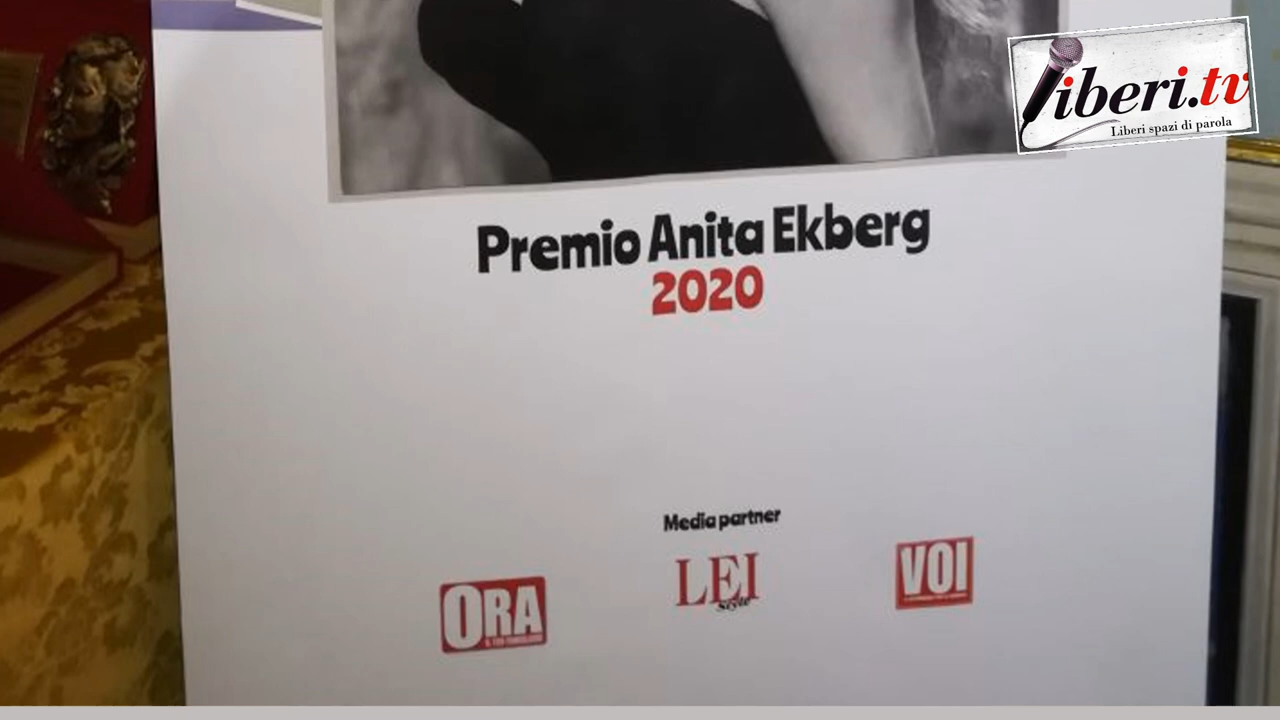 liberi.tv
Liberi spazi di parola
Premio Anita Ekberg
2020
Media partner
LEI
style
VOI
ORA